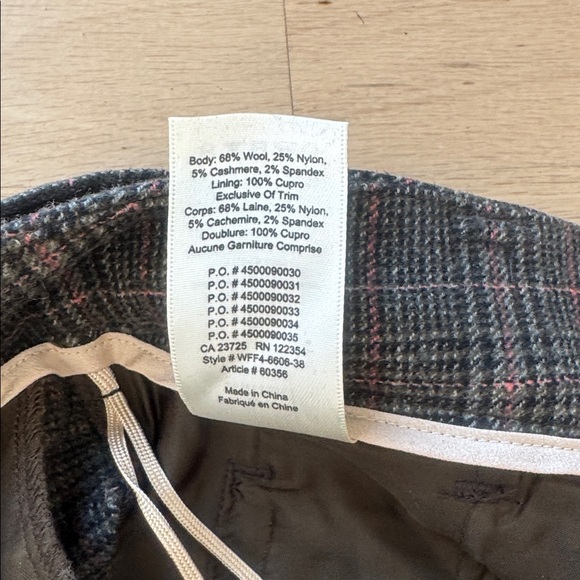 Body: 68% Wool, 25% Nylon,
5% Cashmere, 2% Spandex
Lining: 100% Cupro
Exclusive Of Trim
Corps: 68% Laine, 25% Nylon,
5% Cachemire, 2% Spandex
Doublure: 100% Cupro
Aucune Garniture Comprise
P.O. # 4500090030
P.O. # 4500090031
P.O. # 4500090032
P.O. # 4500090033
P.O. # 4500090034
P.O. # 4500090035
CA 23725 RN 122354
Style # WFF4-6606-38
Article # 60356
Made in China
Fabriqué en Chine